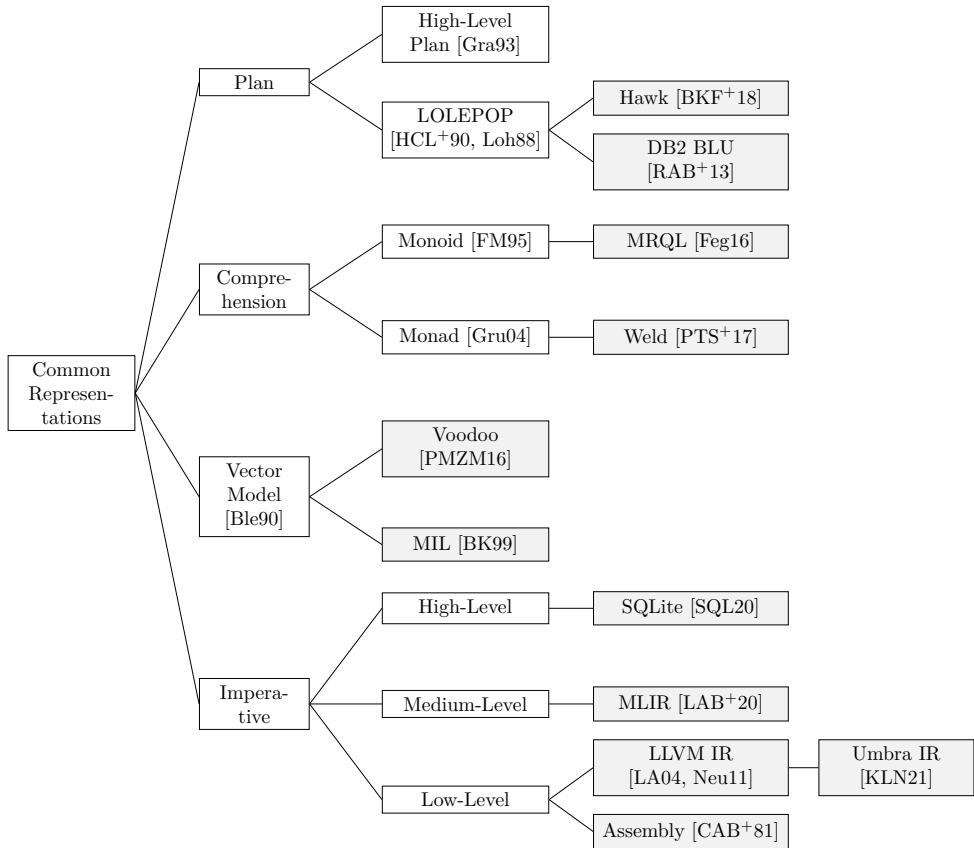 Common
Represen-
tations
Plan
High-Level
Plan [Gra93]
LOLEPOP
[HCL+90, Loh88]
Hawk [BKF+18]
DB2 BLU
[RAB+13]
Compre-
hension
Monoid [FM95]
MRQL [Feg16]
Monad [Gru04]
Weld [PTS+17]
Vector
Model
[Ble90]
Voodoo
[PMZM16]
MIL [BK99]
Impera-
tive
High-Level
SQLite [SQL20]
Medium-Level
MLIR [LAB+20]
Low-Level
LLVM IR
[LA04, Neu11]
Umbra IR
[KLN21]
Assembly [CAB+81]